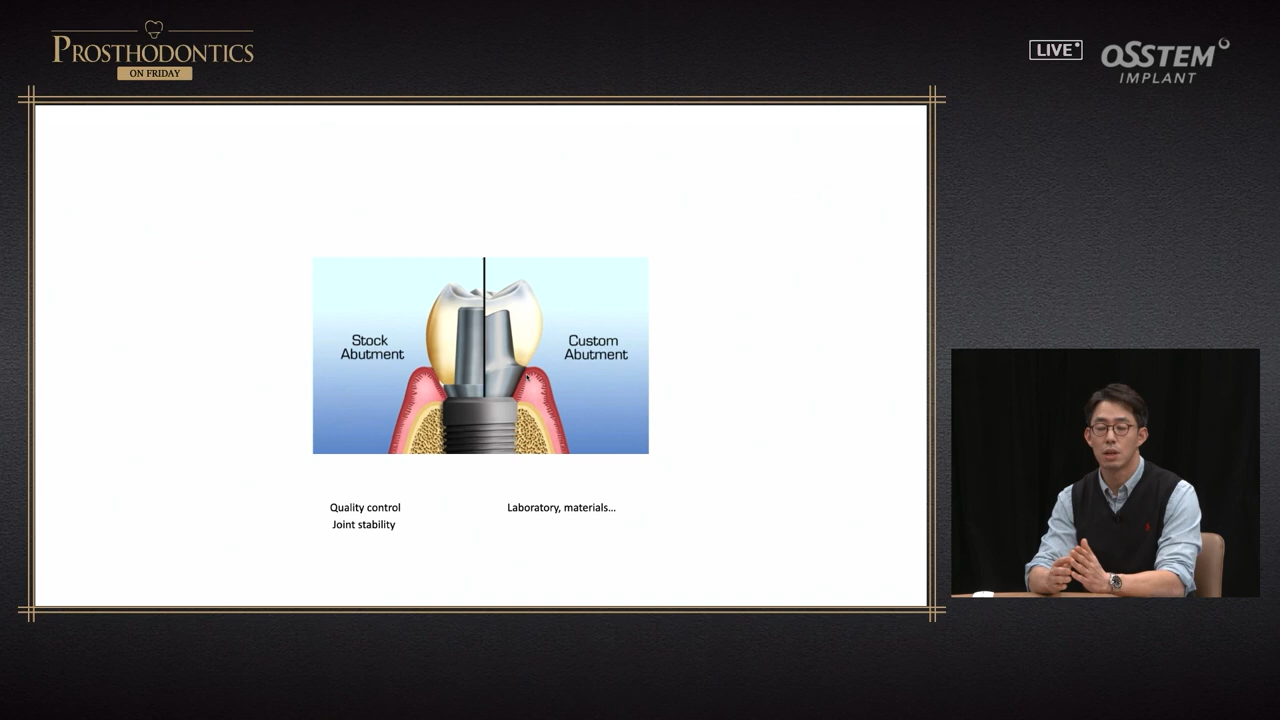 PROSTHODONTICS
ON FRIDAY
LIVE
OSSTEM
IMPLANT
Stock
Abutment
Custom
Abutment
Quality control
Joint stability
Laboratory, materials...